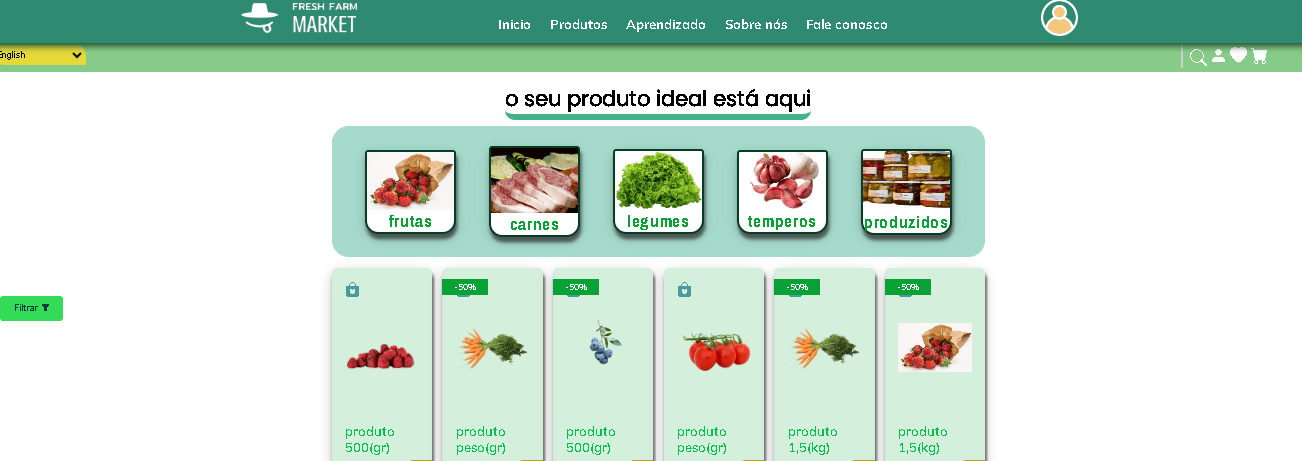 FRESH FARM
MARKET
Inicio Produtos Aprendizado Sobre nós Fale conosco
English
o seu produto ideal está aqui
frutas carnes legumes temperos produzidos
-50% -50% -50% -50%
Filtrar
produto produto produto produto produto produto
500(gr) peso(gr) 500(gr) peso(gr) 1,5(kg) 1,5(kg)